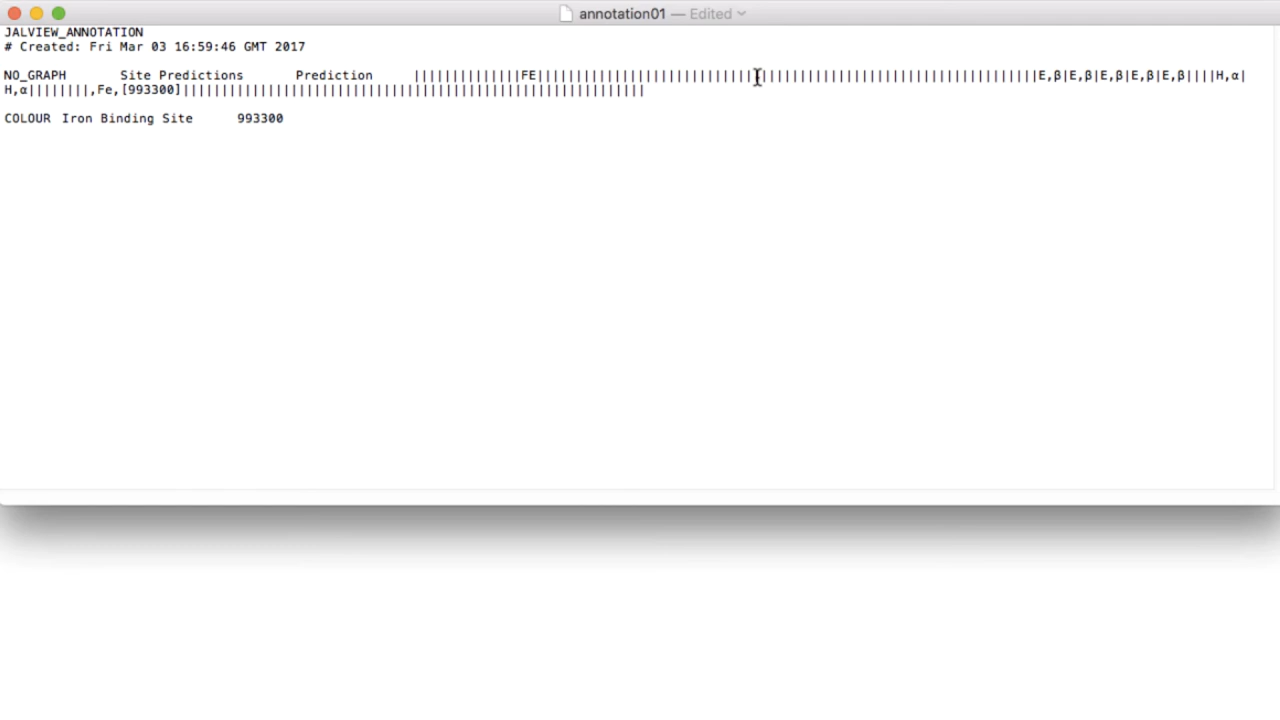 annotation01 — Edited
JALVIEW_ANNOTATION
# Created: Fri Mar 03 16:59:46 GMT 2017
NO_GRAPH Site Predictions Prediction ||||||||||||||FE|||||||||||||||||||||||||||||||||||||||||||||||||||||||||||||||||E,β|E,β|E,β|E,β|E,β||||H,α|
H,α||||||||,Fe,[993300]||||||||||||||||||||||||||||||||||||||||||||||||||||||||||||
COLOUR Iron Binding Site 993300